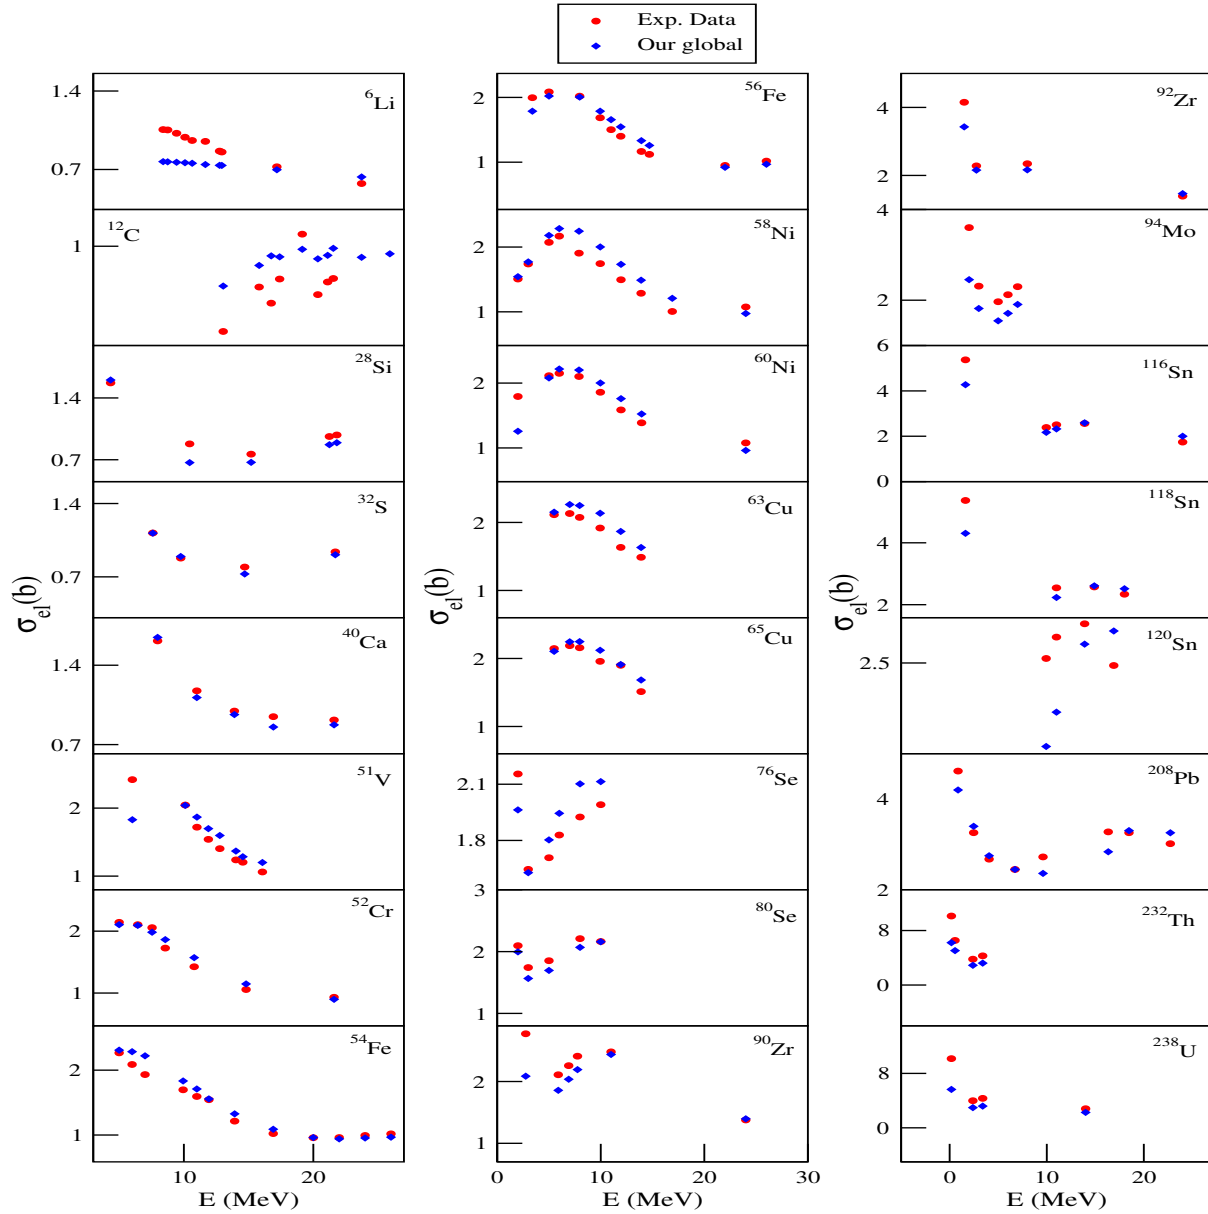 Exp. Data
Our global
⁶Li
1.4
0.7
¹²C
1
²⁸Si
1.4
0.7
³²S
1.4
0.7
⁴⁰Ca
1.4
0.7
⁵¹V
2
1
⁵²Cr
2
1
⁵⁴Fe
2
1
10
20
E (MeV)
σel(b)
⁵⁶Fe
2
1
⁵⁸Ni
2
1
⁶⁰Ni
2
1
⁶³Cu
2
1
⁶⁵Cu
2
1
⁷⁶Se
2.1
1.8
3
⁸⁰Se
2
1
⁹⁰Zr
2
1
0
10
20
30
E (MeV)
σel(b)
⁹²Zr
4
2
4
⁹⁴Mo
2
6
¹¹⁶Sn
4
2
0
¹¹⁸Sn
4
2
¹²⁰Sn
2.5
²⁰⁸Pb
4
2
²³²Th
8
0
²³⁸U
8
0
0
10
20
E (MeV)
σel(b)